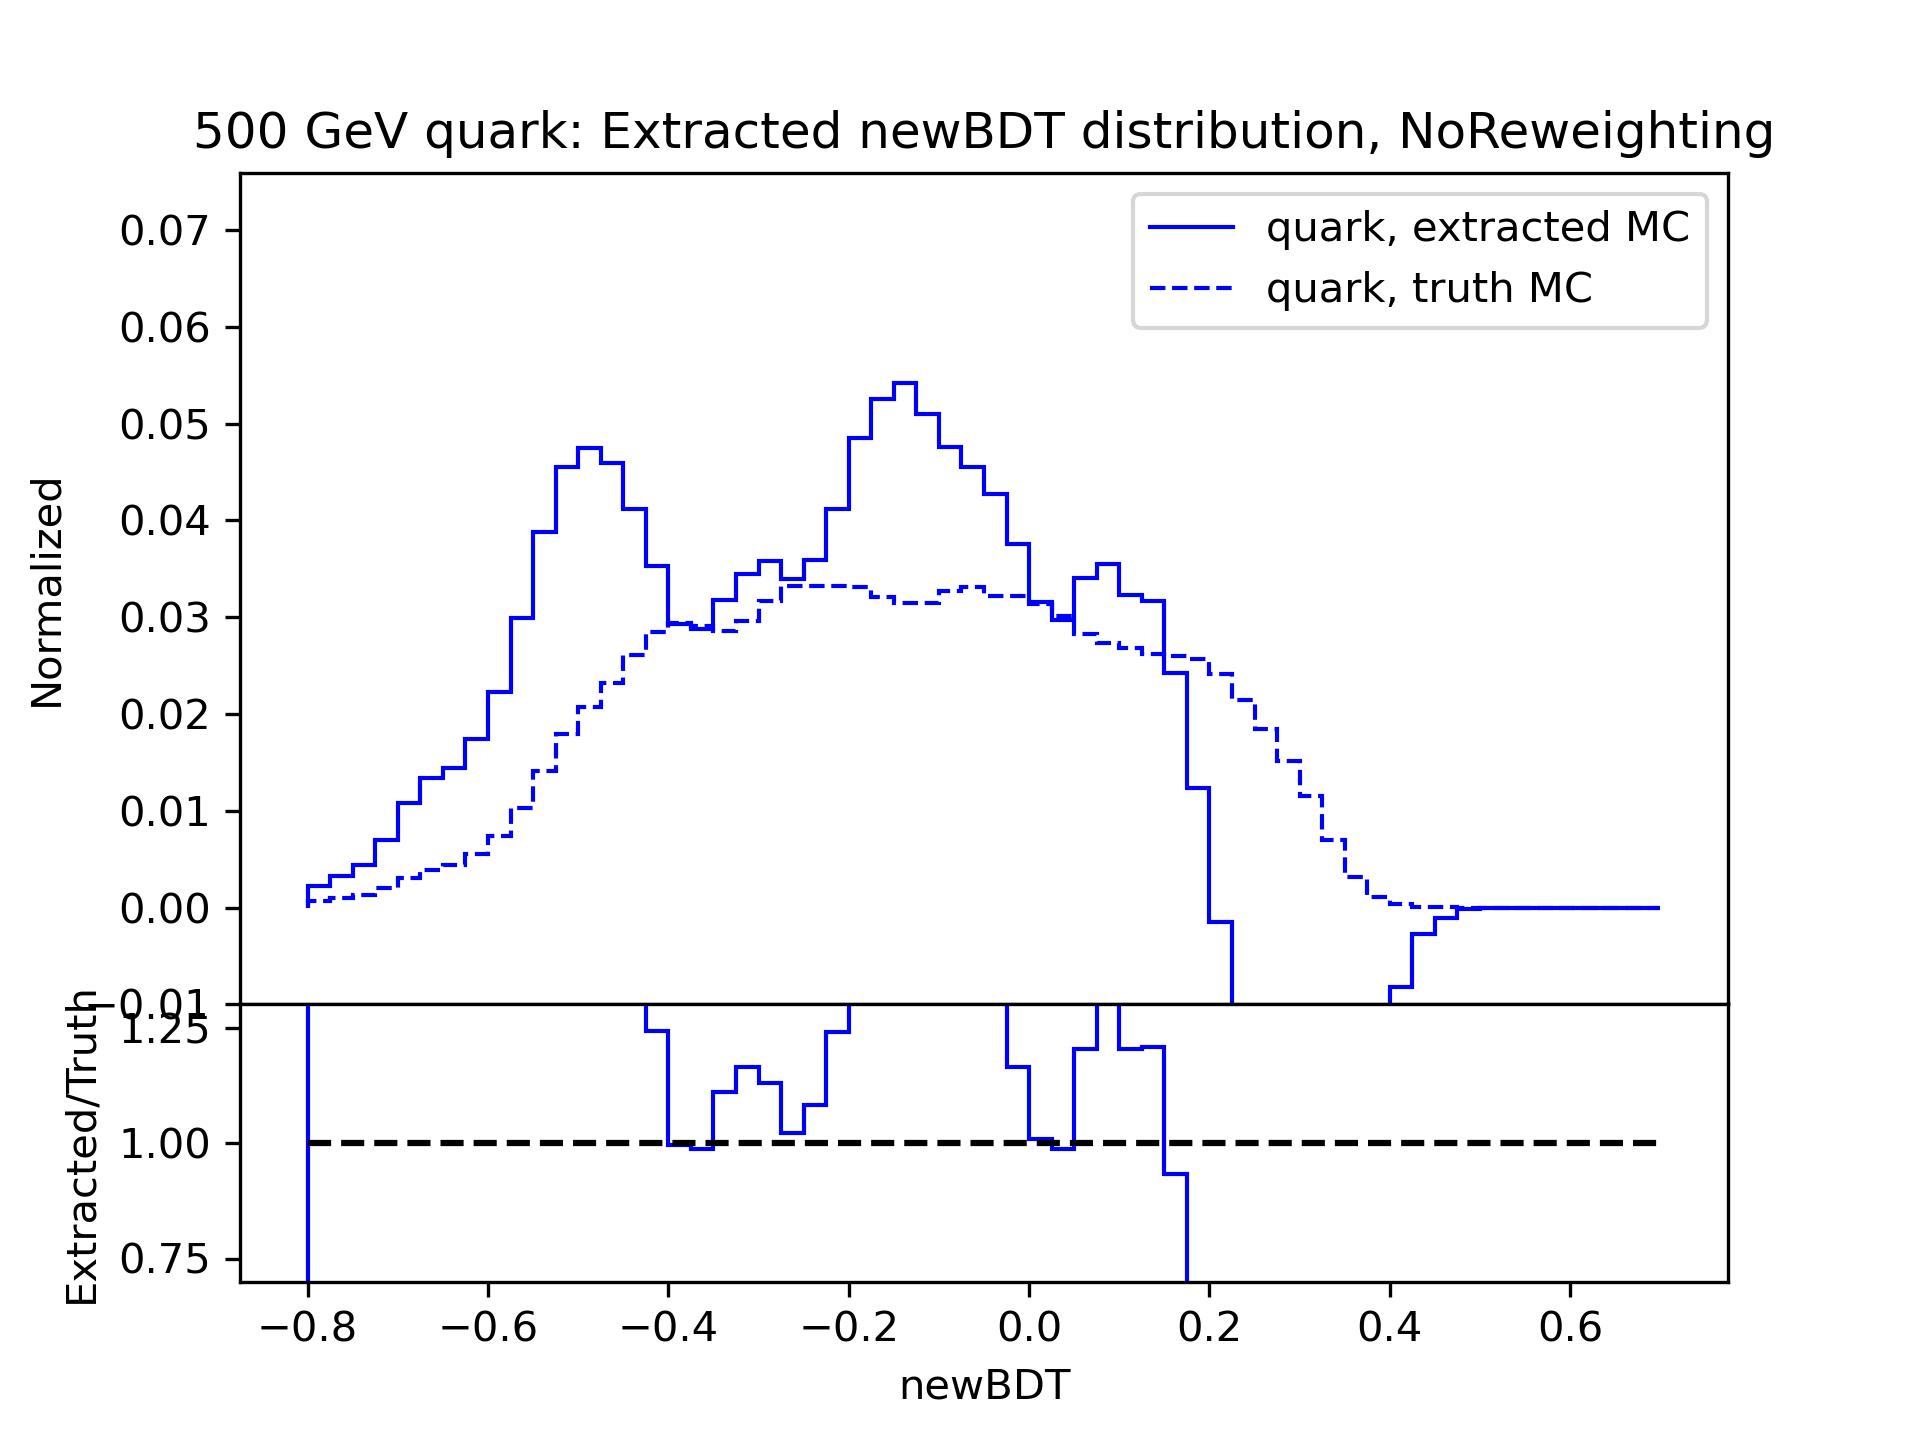 500 GeV quark: Extracted newBDT distribution, NoReweighting
quark, extracted MC
quark, truth MC
Normalized
0.07
0.06
0.05
0.04
0.03
0.02
0.01
0.00
−0.01
Extracted/Truth
1.25
1.00
0.75
−0.8 −0.6 −0.4 −0.2 0.0 0.2 0.4 0.6
newBDT